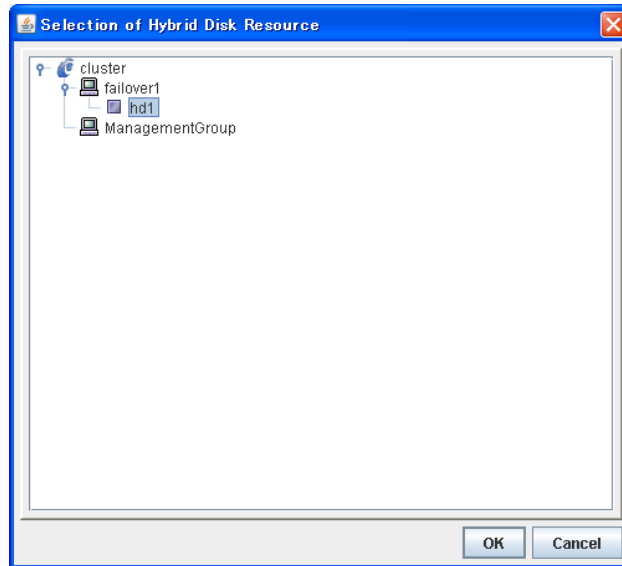 Selection of Hybrid Disk Resource
cluster
failover1
hd1
ManagementGroup
OK Cancel